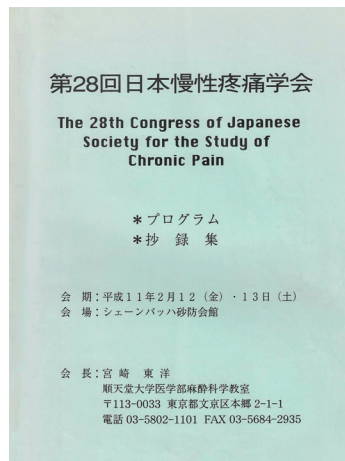 第28回日本慢性疼痛学会
The 28th Congress of Japanese
Society for the Study of
Chronic Pain
＊プログラム
＊抄 録 集
会 期：平成１１年２月１２（金）・１３日（土）
会 場：シェーンバッハ砂防会館
会 長：宮 崎 東 洋
順天堂大学医学部麻酔科学教室
〒113-0033 東京都文京区本郷 2-1-1
電話 03-5802-1101 FAX 03-5684-2935